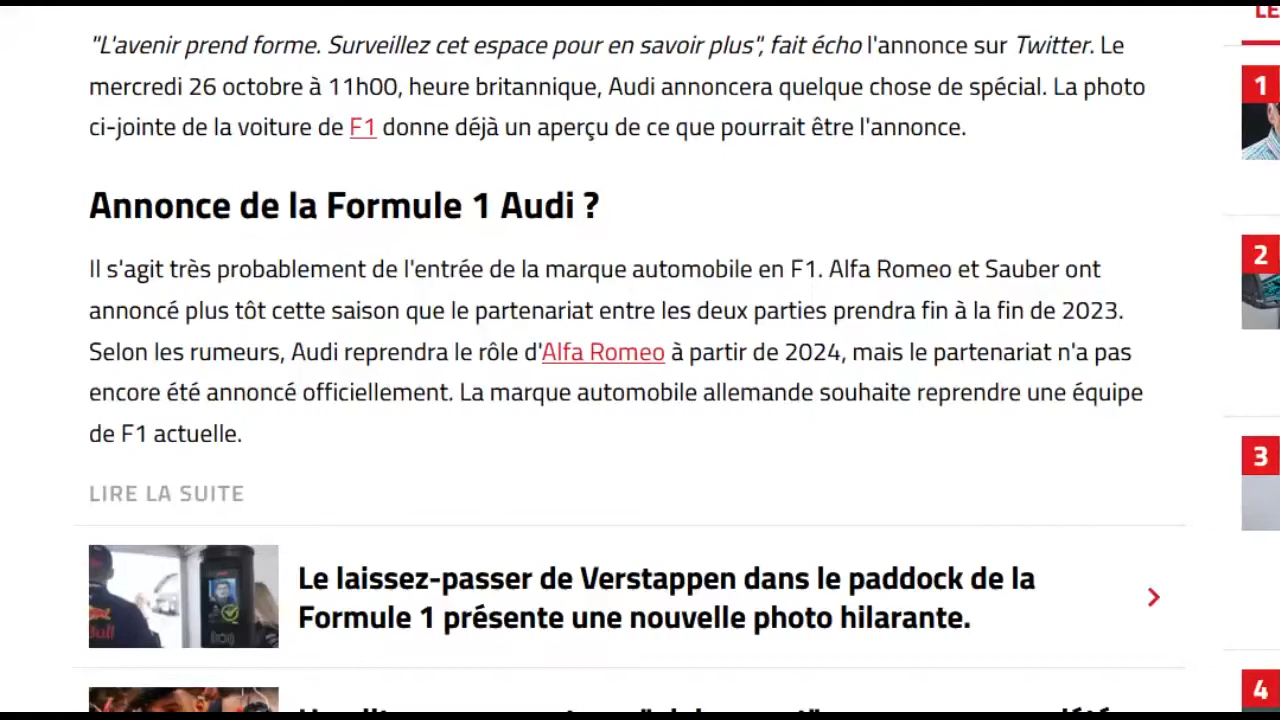 "L'avenir prend forme. Surveillez cet espace pour en savoir plus", fait écho l'annonce sur Twitter. Le
mercredi 26 octobre à 11h00, heure britannique, Audi annoncera quelque chose de spécial. La photo
ci-jointe de la voiture de F1 donne déjà un aperçu de ce que pourrait être l'annonce.
Annonce de la Formule 1 Audi ?
Il s'agit très probablement de l'entrée de la marque automobile en F1. Alfa Romeo et Sauber ont
annoncé plus tôt cette saison que le partenariat entre les deux parties prendra fin à la fin de 2023.
Selon les rumeurs, Audi reprendra le rôle d'Alfa Romeo à partir de 2024, mais le partenariat n'a pas
encore été annoncé officiellement. La marque automobile allemande souhaite reprendre une équipe
de F1 actuelle.
LIRE LA SUITE
Le laissez-passer de Verstappen dans le paddock de la
Formule 1 présente une nouvelle photo hilarante.
LE
1
2
3
4